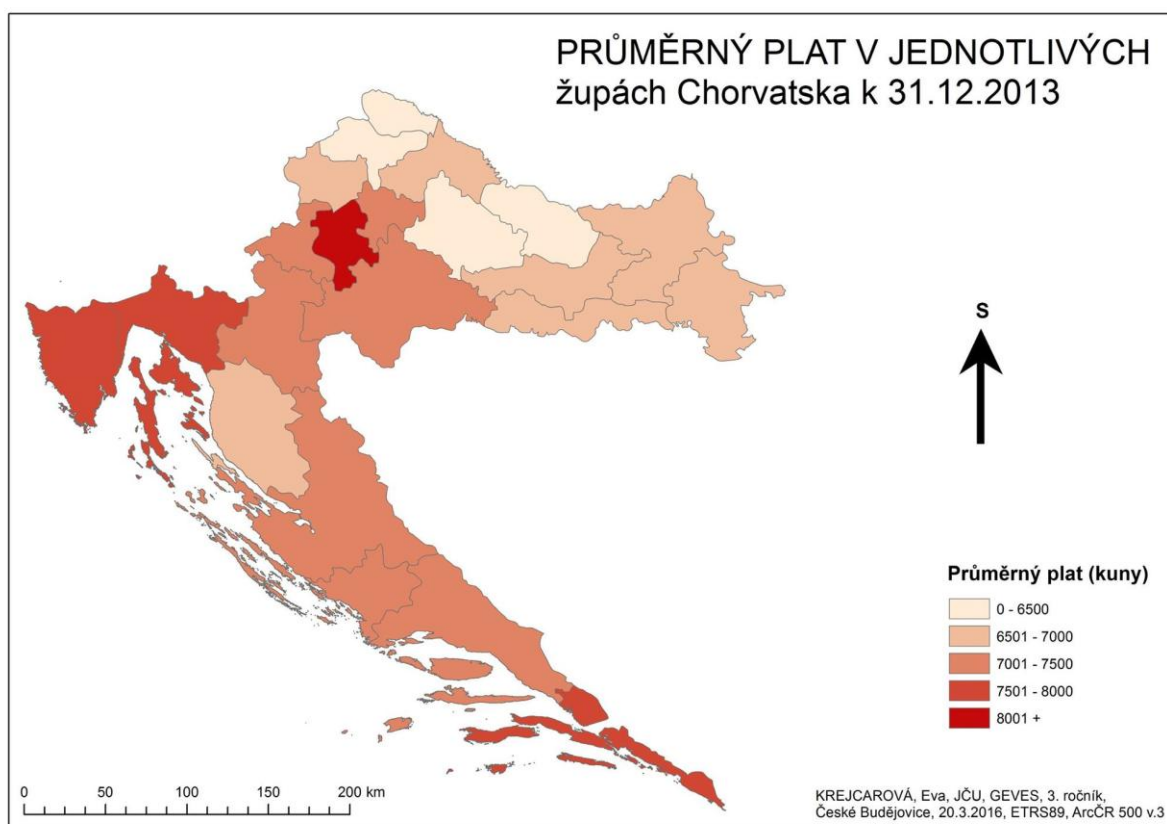 PRŮMĚRNÝ PLAT V JEDNOTLIVÝCH
župách Chorvatska k 31.12.2013
S
Průměrný plat (kuny)
0 - 6500
6501 - 7000
7001 - 7500
7501 - 8000
8001 +
0 50 100 200 km
KREJCAROVÁ, Eva, JČU, GEVES, 3. ročník,
České Budějovice, 20.3.2016, ETRS89, ArcČR 500 v.3